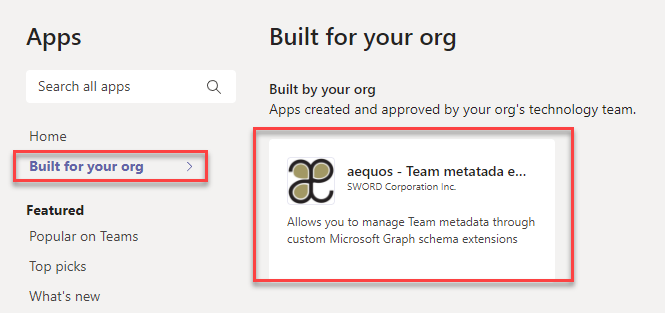 Apps
Search all apps
Home
Built for your org
Featured
Popular on Teams
Top picks
What's new
Built for your org
Built by your org
Apps created and approved by your org's technology team.
aequos - Team metatada e...
SWORD Corporation Inc.
Allows you to manage Team metadata through
custom Microsoft Graph schema extensions